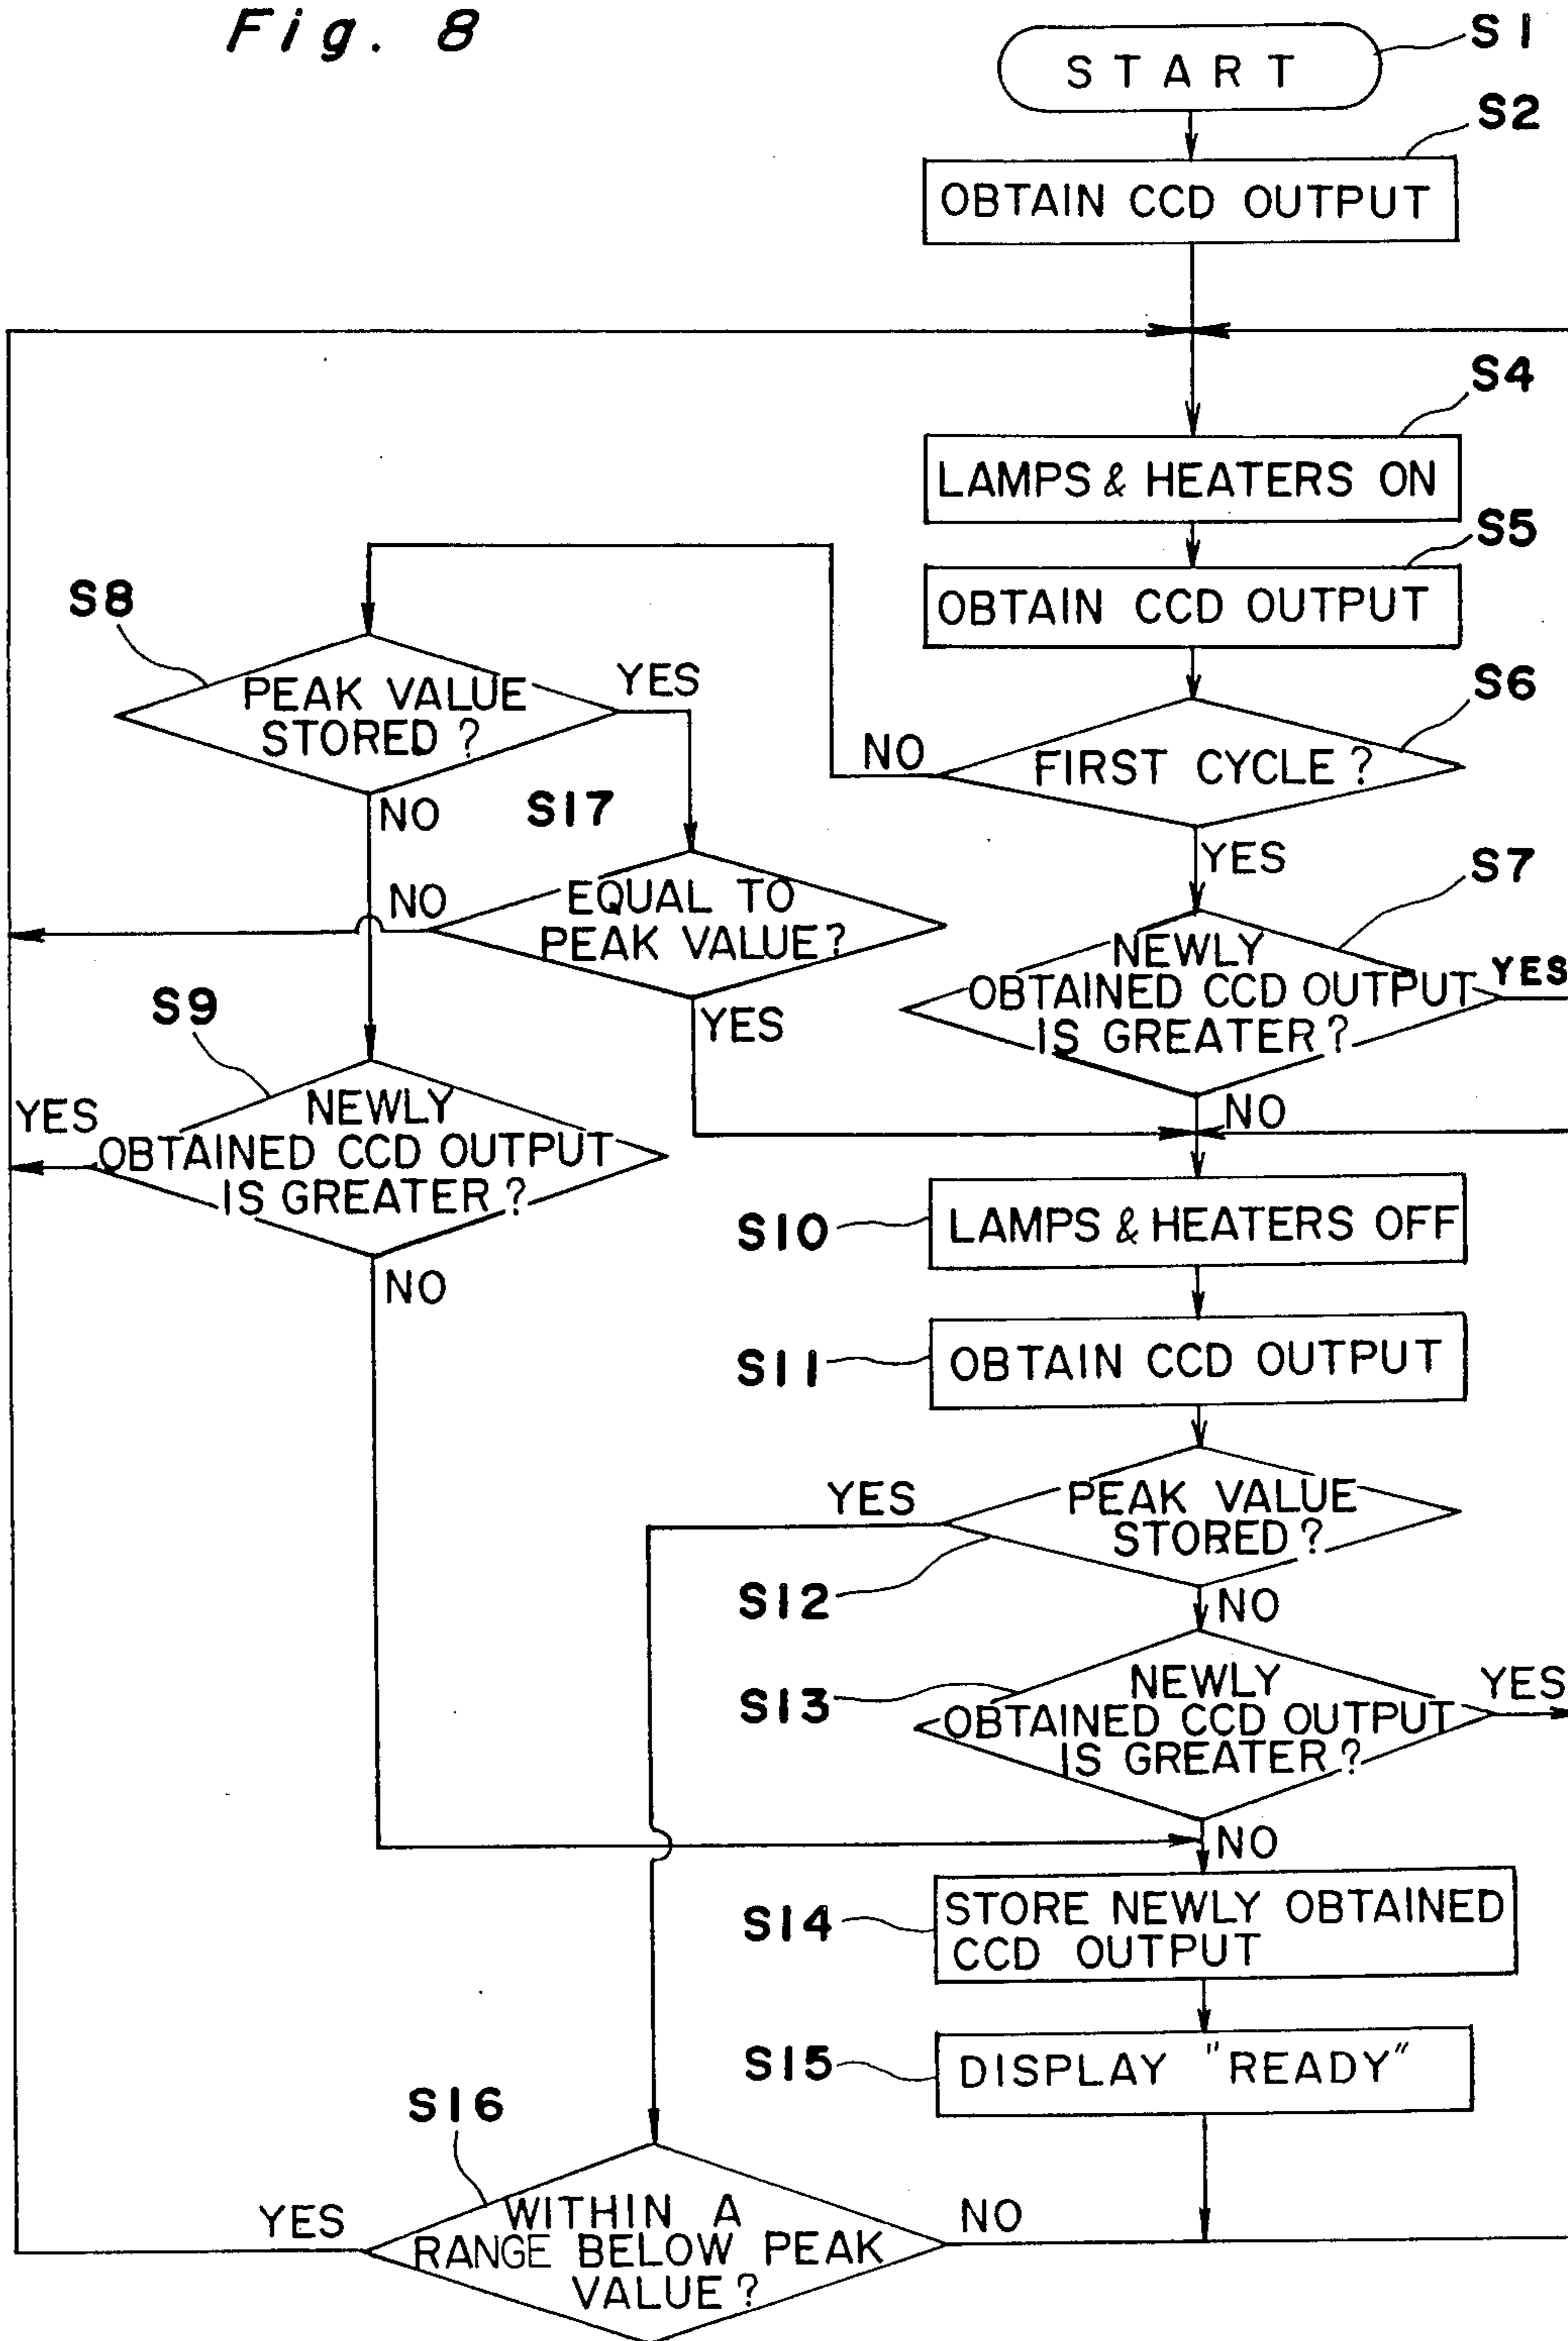 Fig. 8
S1
START
S2
OBTAIN CCD OUTPUT
S4
LAMPS & HEATERS ON
S5
OBTAIN CCD OUTPUT
S8
PEAK VALUE
STORED ?
YES
NO
S6
FIRST CYCLE ?
NO
YES
S17
EQUAL TO
PEAK VALUE?
NO
YES
S7
NEWLY
OBTAINED CCD OUTPUT
IS GREATER ?
YES
NO
S9
NEWLY
OBTAINED CCD OUTPUT
IS GREATER ?
YES
NO
S10
LAMPS & HEATERS OFF
S11
OBTAIN CCD OUTPUT
S12
PEAK VALUE
STORED ?
YES
NO
S13
NEWLY
OBTAINED CCD OUTPUT
IS GREATER ?
YES
NO
S14
STORE NEWLY OBTAINED
CCD OUTPUT
S15
DISPLAY "READY"
S16
WITHIN A
RANGE BELOW PEAK
VALUE ?
YES
NO